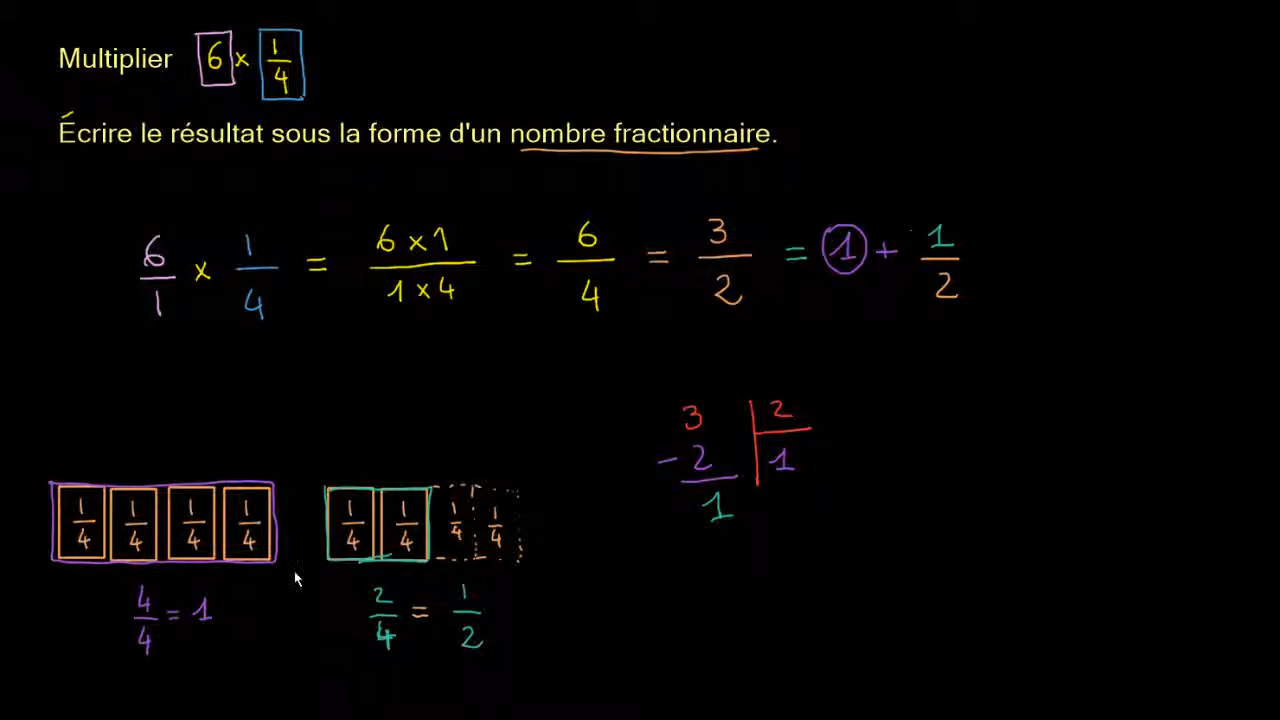 Multiplier 6 × 1/4
Écrire le résultat sous la forme d'un nombre fractionnaire.
6/1 × 1/4 = 6 × 1 / 1 × 4 = 6/4 = 3/2 = 1 + 1/2
3 | 2
- 2 | 1
1
1/4 1/4 1/4 1/4 1/4 1/4 1/4 1/4
4/4 = 1 2/4 = 1/2